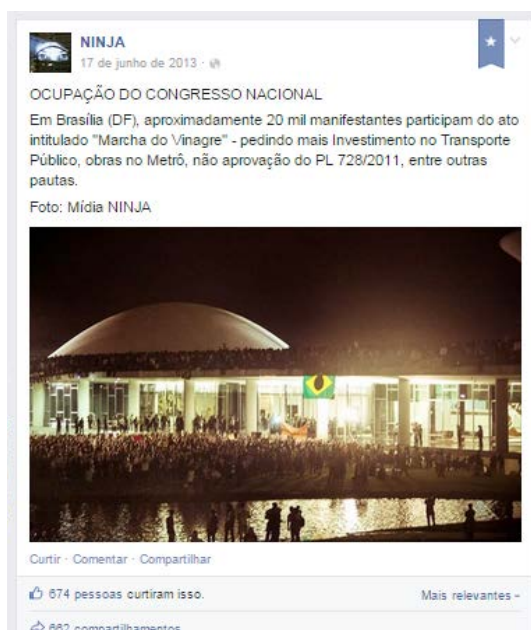 NINJA
17 de junho de 2013 ·
OCUPAÇÃO DO CONGRESSO NACIONAL
Em Brasília (DF), aproximadamente 20 mil manifestantes participam do ato
intitulado "Marcha do Vinagre" - pedindo mais Investimento no Transporte
Público, obras no Metrô, não aprovação do PL 728/2011, entre outras
pautas.
Foto: Mídia NINJA
Curtir · Comentar · Compartilhar
674 pessoas curtiram isso.
Mais relevantes
662 compartilhamentos